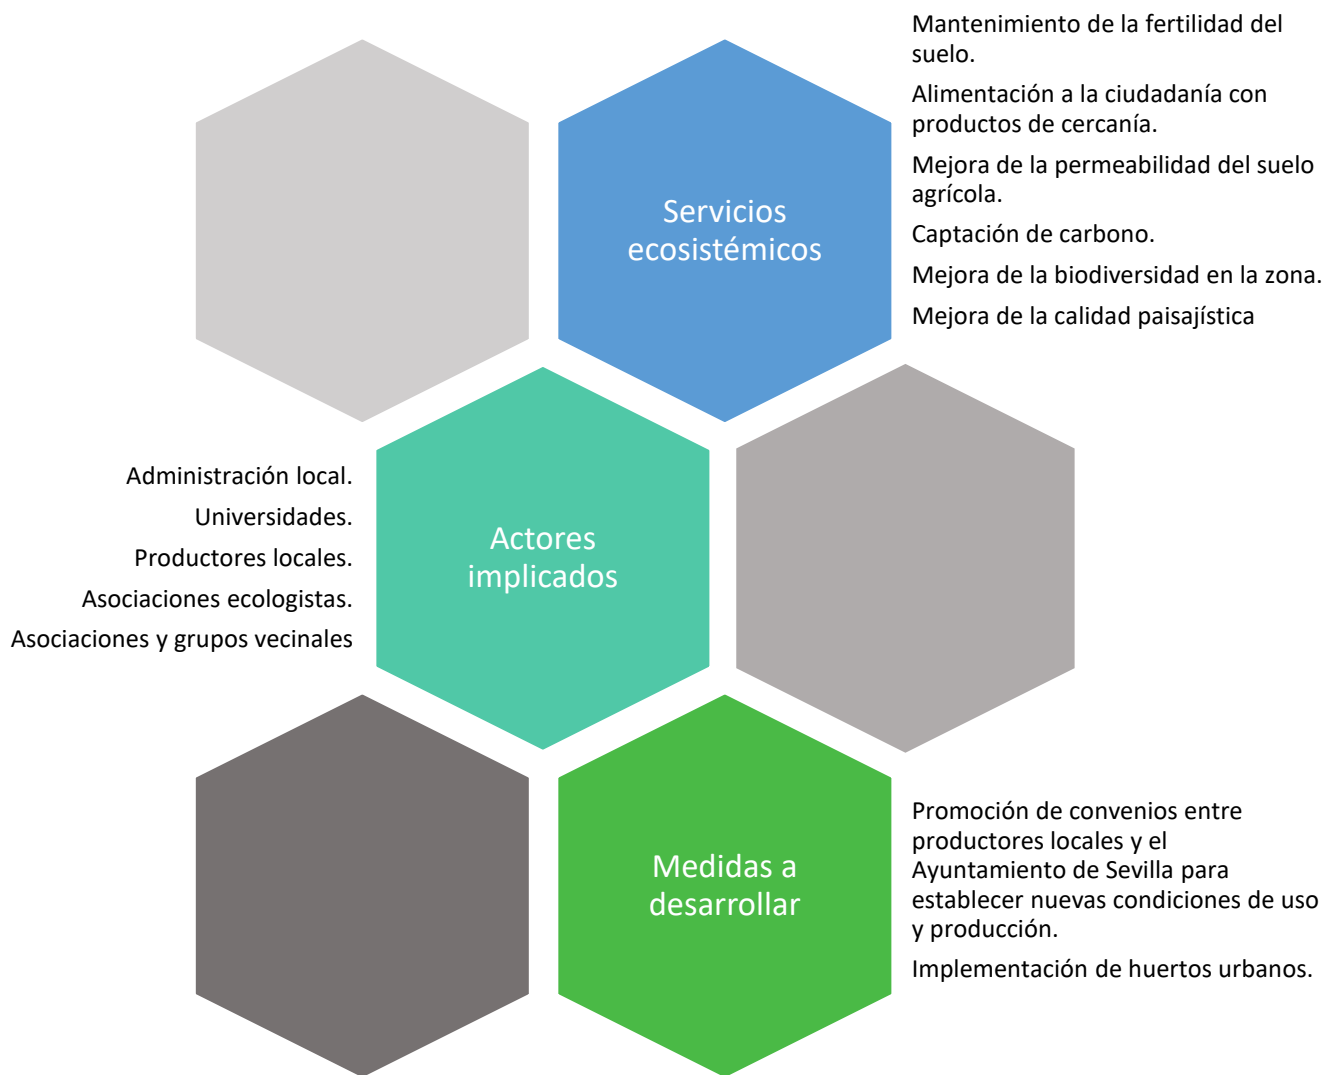 Servicios
ecosistémicos
Mantenimiento de la fertilidad del
suelo.
Alimentación a la ciudadanía con
productos de cercanía.
Mejora de la permeabilidad del suelo
agrícola.
Captación de carbono.
Mejora de la biodiversidad en la zona.
Mejora de la calidad paisajística
Actores
implicados
Administración local.
Universidades.
Productores locales.
Asociaciones ecologistas.
Asociaciones y grupos vecinales
Medidas a
desarrollar
Promoción de convenios entre
productores locales y el
Ayuntamiento de Sevilla para
establecer nuevas condiciones de uso
y producción.
Implementación de huertos urbanos.